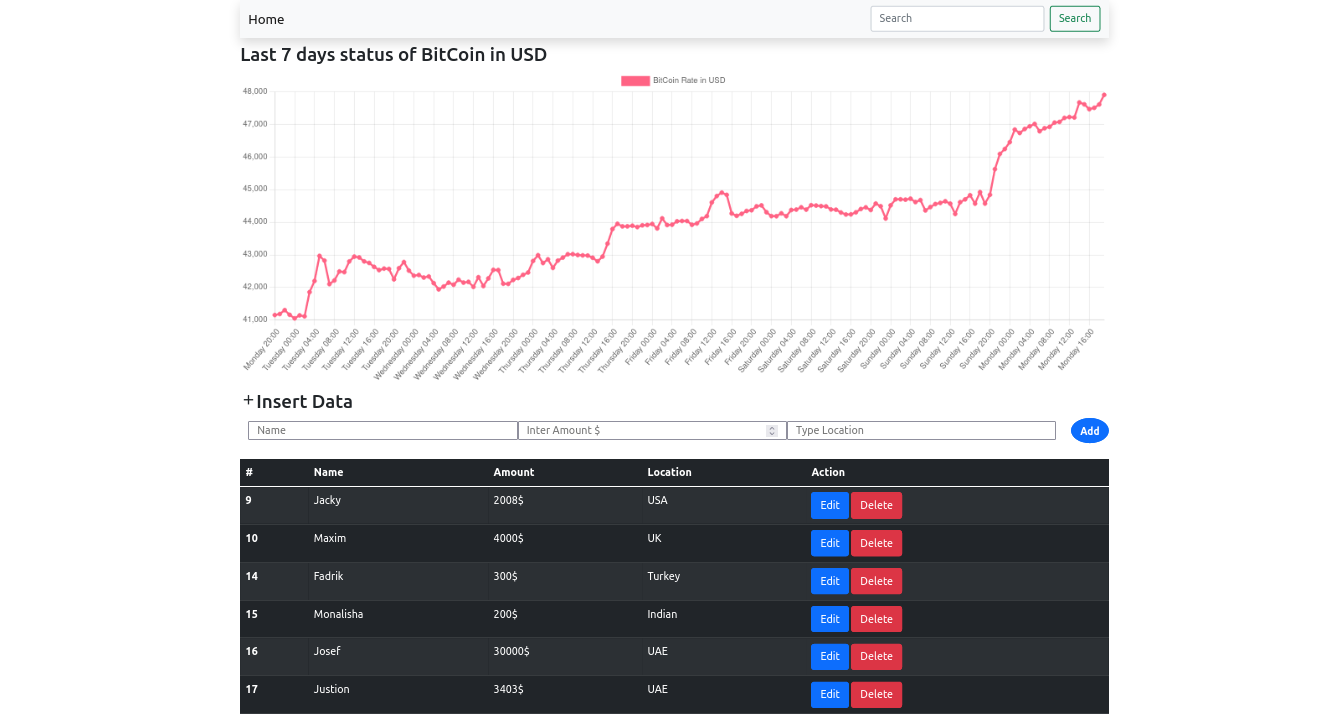 Home
Search
Search
Last 7 days status of BitCoin in USD
BitCoin Rate in USD
48,000
47,000
46,000
45,000
44,000
43,000
42,000
41,000
Monday 20:00
Tuesday 00:00
Tuesday 04:00
Tuesday 08:00
Tuesday 12:00
Tuesday 16:00
Tuesday 20:00
Wednesday 00:00
Wednesday 04:00
Wednesday 08:00
Wednesday 12:00
Wednesday 16:00
Wednesday 20:00
Thursday 00:00
Thursday 04:00
Thursday 08:00
Thursday 12:00
Thursday 16:00
Thursday 20:00
Friday 00:00
Friday 04:00
Friday 08:00
Friday 12:00
Friday 16:00
Friday 20:00
Saturday 00:00
Saturday 04:00
Saturday 08:00
Saturday 12:00
Saturday 16:00
Saturday 20:00
Sunday 00:00
Sunday 04:00
Sunday 08:00
Sunday 12:00
Sunday 16:00
Sunday 20:00
Monday 00:00
Monday 04:00
Monday 08:00
Monday 12:00
Monday 16:00
+Insert Data
Name
Inter Amount $
Type Location
Add
# Name Amount Location Action
9 Jacky 2008$ USA Edit Delete
10 Maxim 4000$ UK Edit Delete
14 Fadrik 300$ Turkey Edit Delete
15 Monalisha 200$ Indian Edit Delete
16 Josef 30000$ UAE Edit Delete
17 Justion 3403$ UAE Edit Delete